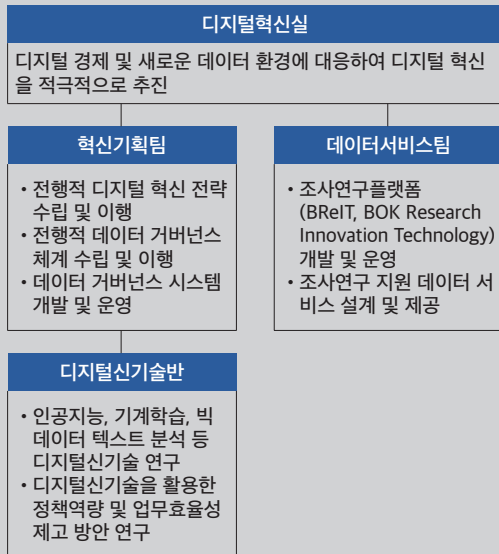 디지털혁신실
디지털 경제 및 새로운 데이터 환경에 대응하여 디지털 혁신
을 적극적으로 추진
혁신기획팀
• 전행적 디지털 혁신 전략
수립 및 이행
• 전행적 데이터 거버넌스
체계 수립 및 이행
• 데이터 거버넌스 시스템
개발 및 운영
데이터서비스팀
• 조사연구플랫폼
(BReIT, BOK Research
Innovation Technology)
개발 및 운영
• 조사연구 지원 데이터 서
비스 설계 및 제공
디지털신기술반
• 인공지능, 기계학습, 빅
데이터 텍스트 분석 등
디지털신기술 연구
• 디지털신기술을 활용한
정책역량 및 업무효율성
제고 방안 연구